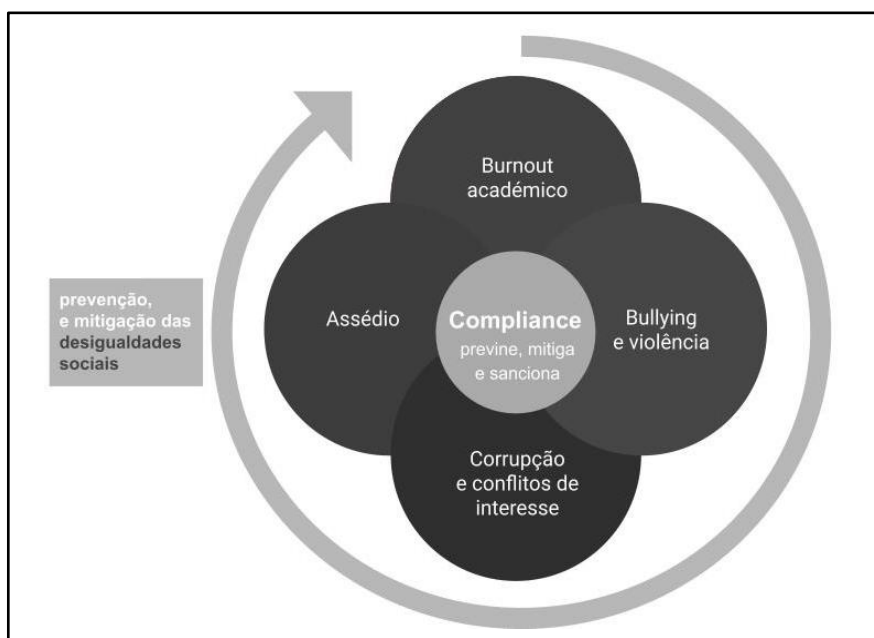 Burnout
académico
Assédio
Compliance
previne, mitiga
e sanciona
Bullying
e violência
Corrupção
e conflitos de
interesse
prevenção,
e mitigação das
desigualdades
sociais